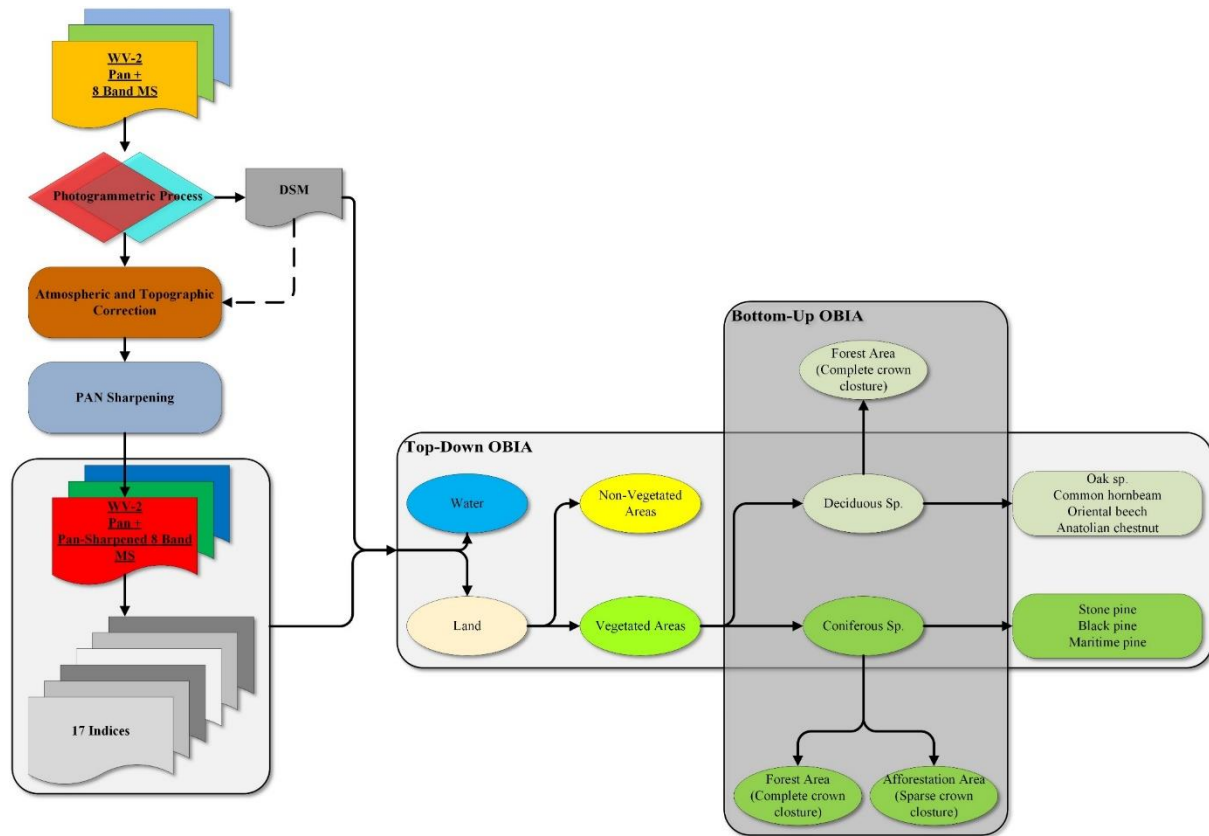 WV-2
Pan +
8 Band MS
Photogrammetric Process
DSM
Atmospheric and Topographic
Correction
PAN Sharpening
WV-2
Pan +
Pan-Sharpened 8 Band
MS
17 Indices
Bottom-Up OBIA
Forest Area
(Complete crown
closture)
Top-Down OBIA
Water
Non-Vegetated
Areas
Deciduous Sp.
Oak sp.
Common hornbeam
Oriental beech
Anatolian chestnut
Land
Vegetated Areas
Coniferous Sp.
Stone pine
Black pine
Maritime pine
Forest Area
(Complete crown
closture)
Afforestation Area
(Sparse crown
closture)